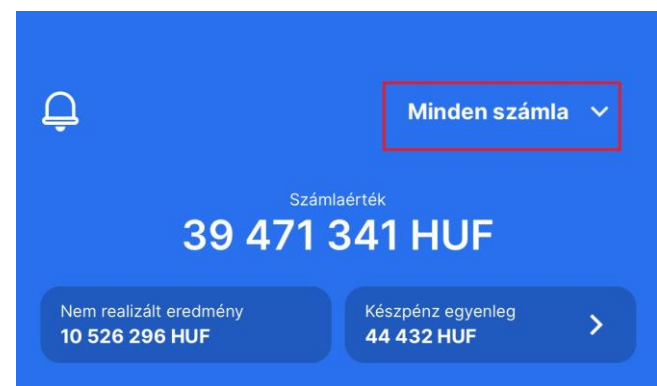 Minden számla
Számlaérték
39 471 341 HUF
Nem realizált eredmény
10 526 296 HUF
Készpénz egyenleg
44 432 HUF